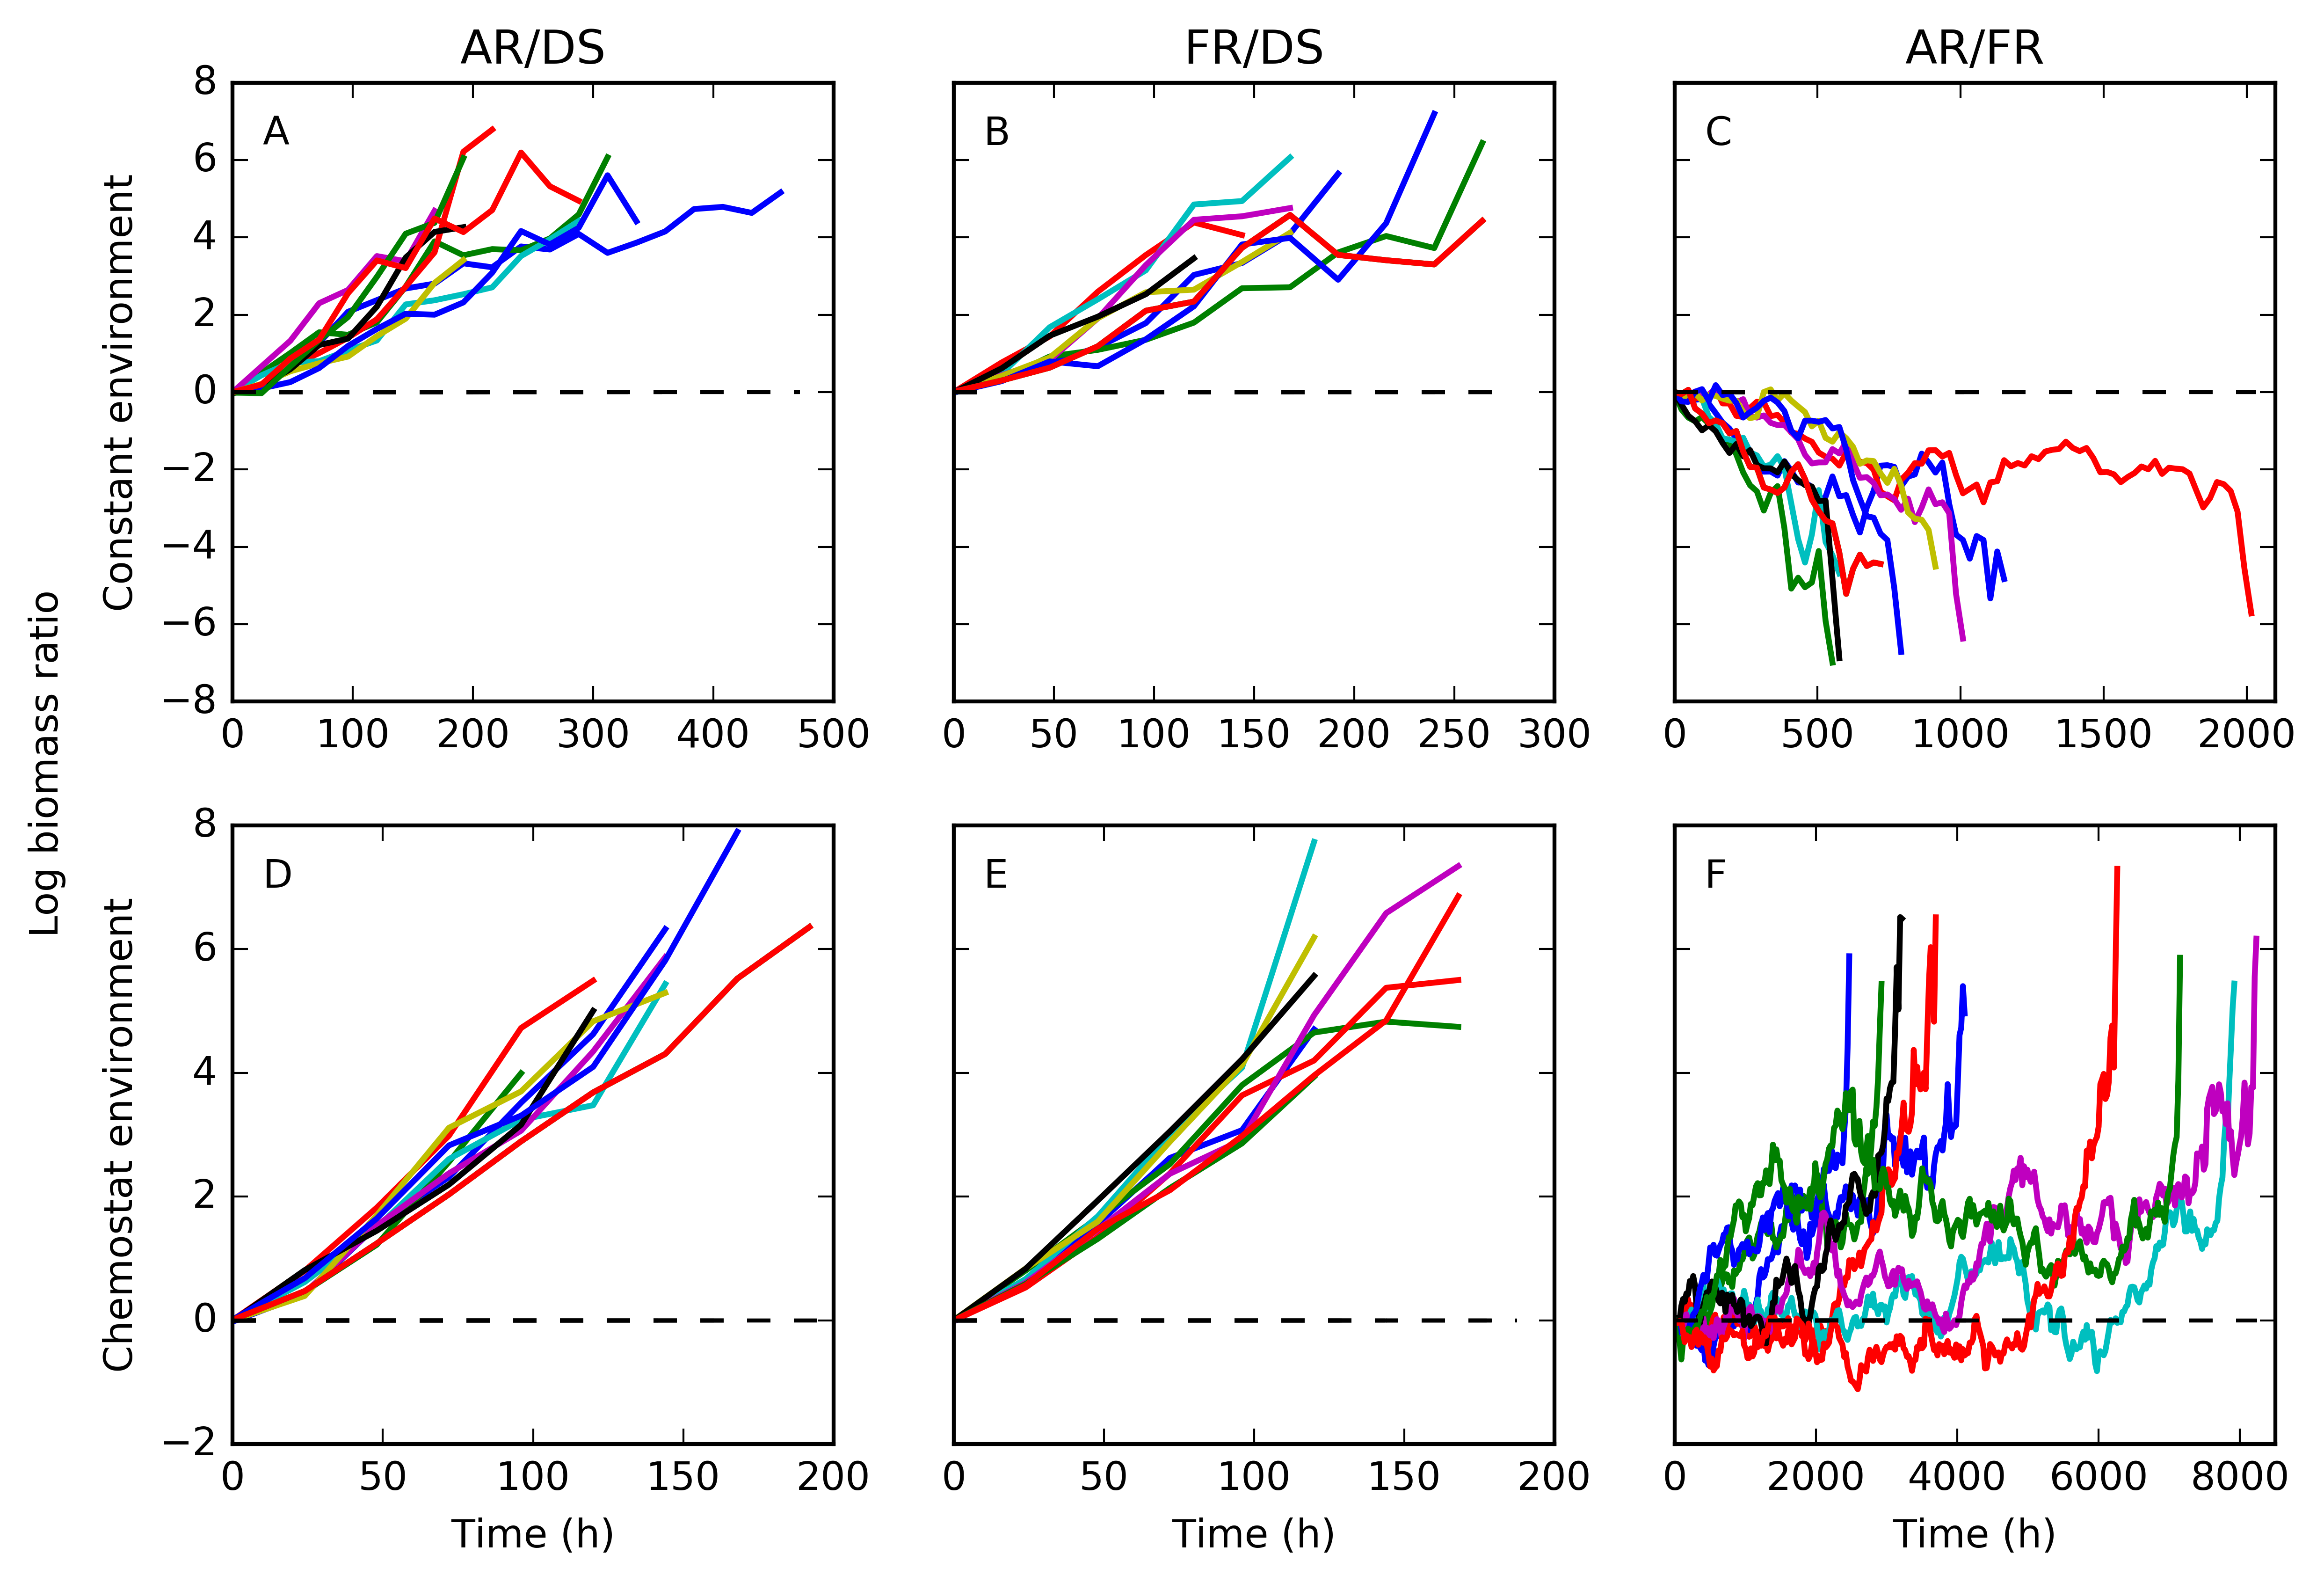 AR/DS FR/DS AR/FR
Log biomass ratio
Constant environment
A
8
6
4
2
0
−2
−4
−6
−8
0 100 200 300 400 500
B
0 50 100 150 200 250 300
C
0 500 1000 1500 2000
Chemostat environment
D
8
6
4
2
0
−2
0 50 100 150 200
Time (h)
E
0 50 100 150 200
Time (h)
F
0 2000 4000 6000 8000
Time (h)